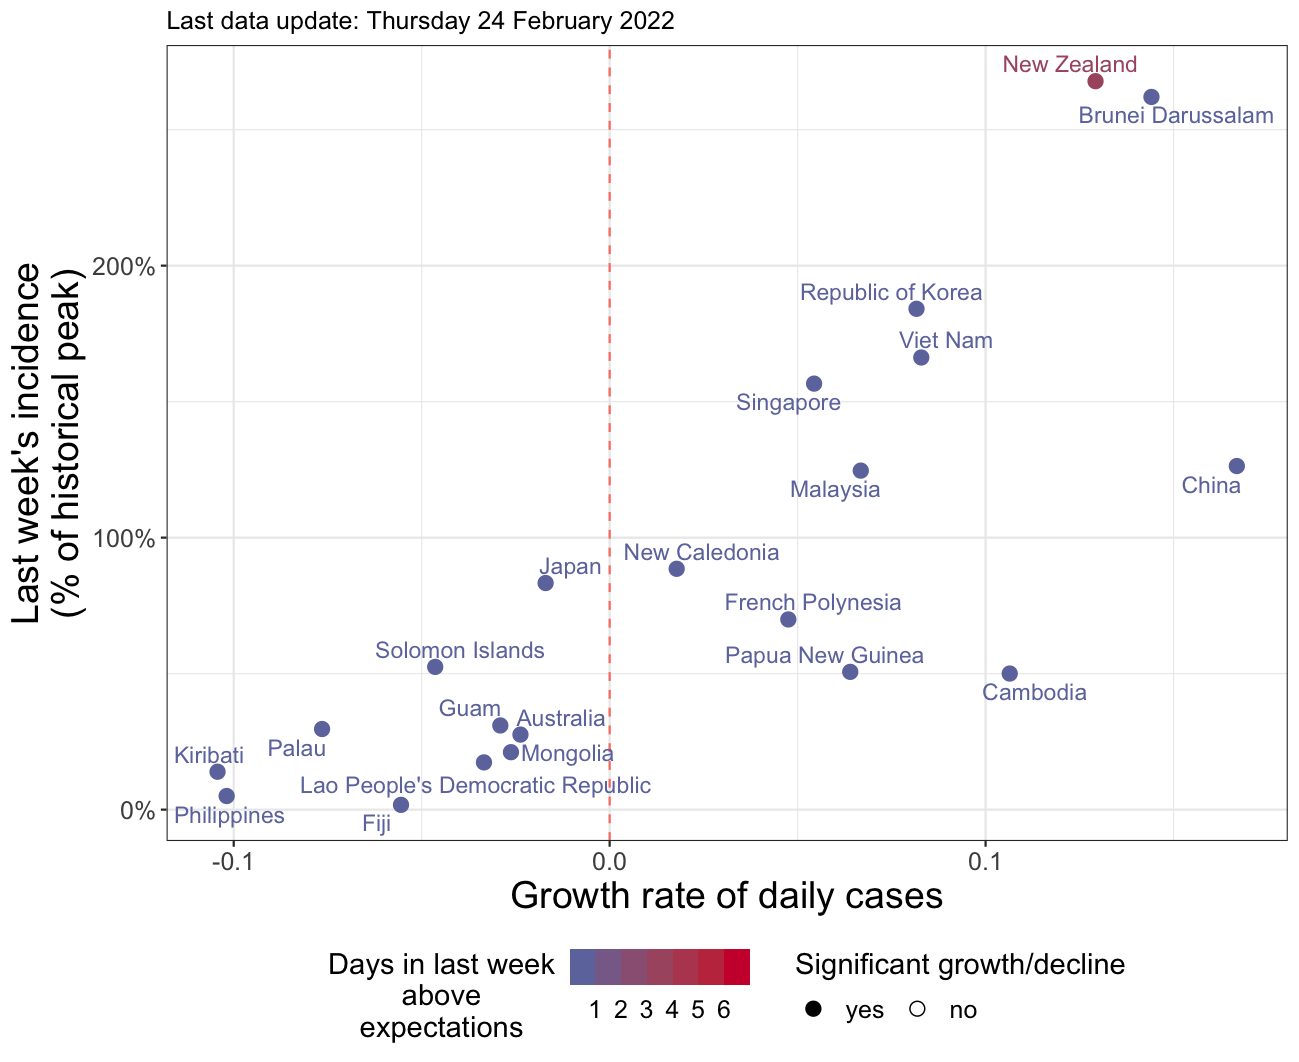 Last data update: Thursday 24 February 2022
New Zealand
Brunei Darussalam
200%
Republic of Korea
Viet Nam
Singapore
China
Malaysia
100%
New Caledonia
Japan
French Polynesia
Solomon Islands
Papua New Guinea
Cambodia
Guam
Australia
Palau
Kiribati
Mongolia
Lao People's Democratic Republic
0%
Philippines
Fiji
Last week's incidence
(% of historical peak)
-0.1
0.0
0.1
Growth rate of daily cases
Days in last week
above
expectations
1 2 3 4 5 6
Significant growth/decline
yes no